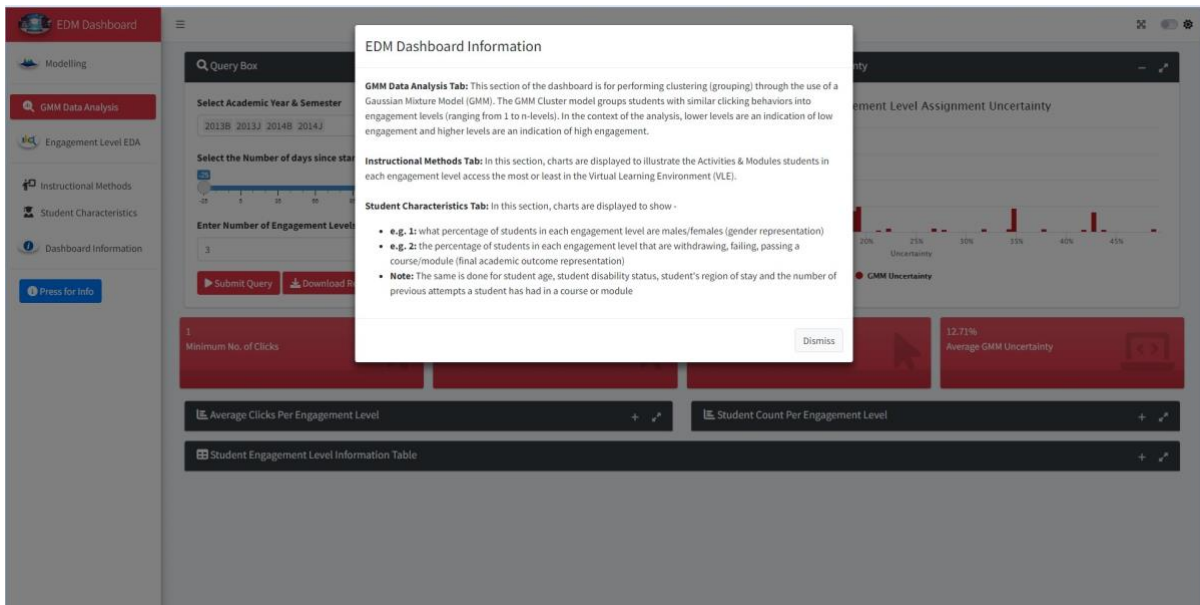 EDM Dashboard
Modelling
GMM Data Analysis
Engagement Level EDA
Instructional Methods
Student Characteristics
Dashboard Information
Press for Info
Query Box
Select Academic Year & Semester
2013B 2013J 2014B 2014J
Select the Number of days since star
-25
-25 5 35 65 95
Enter Number of Engagement Levels
3
Submit Query
Download Re
EDM Dashboard Information
GMM Data Analysis Tab: This section of the dashboard is for performing clustering (grouping) through the use of a
Gaussian Mixture Model (GMM). The GMM Cluster model groups students with similar clicking behaviors into
engagement levels (ranging from 1 to n-levels). In the context of the analysis, lower levels are an indication of low
engagement and higher levels are an indication of high engagement.
Instructional Methods Tab: In this section, charts are displayed to illustrate the Activities & Modules students in
each engagement level access the most or least in the Virtual Learning Environment (VLE).
Student Characteristics Tab: In this section, charts are displayed to show -
• e.g. 1: what percentage of students in each engagement level are males/females (gender representation)
• e.g. 2: the percentage of students in each engagement level that are withdrawing, failing, passing a
course/module (final academic outcome representation)
• Note: The same is done for student age, student disability status, student's region of stay and the number of
previous attempts a student has had in a course or module
Dismiss
nty
ement Level Assignment Uncertainty
20% 25% 30% 35% 40% 45%
Uncertainty
GMM Uncertainty
1
Minimum No. of Clicks
12.71%
Average GMM Uncertainty
Average Clicks Per Engagement Level
Student Count Per Engagement Level
Student Engagement Level Information Table